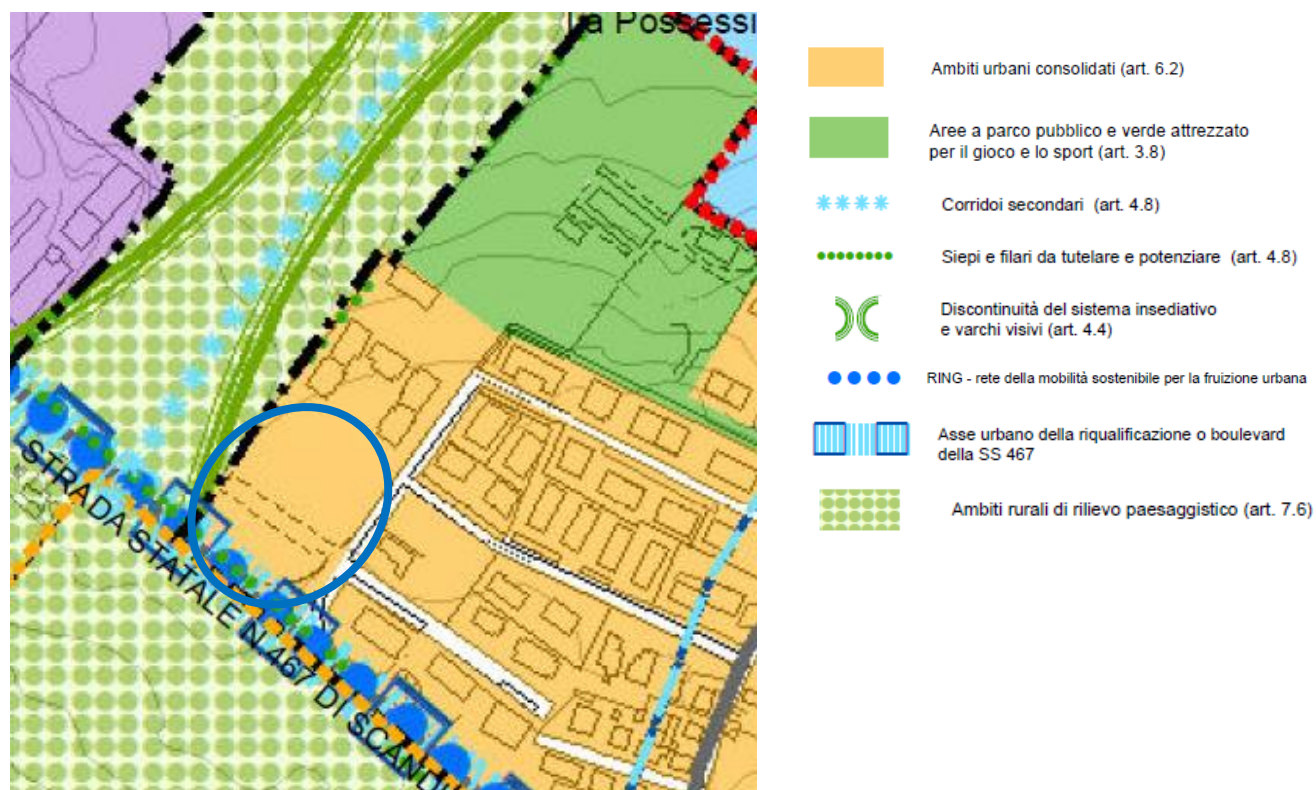 La Possessi
STRADA STATALE N.467 DI SCANDI
Ambiti urbani consolidati (art. 6.2)
Aree a parco pubblico e verde attrezzato
per il gioco e lo sport (art. 3.8)
Corridoi secondari (art. 4.8)
Siepi e filari da tutelare e potenziare (art. 4.8)
Discontinuità del sistema insediativo
e varchi visivi (art. 4.4)
RING - rete della mobilità sostenibile per la fruizione urbana
Asse urbano della riqualificazione o boulevard
della SS 467
Ambiti rurali di rilievo paesaggistico (art. 7.6)